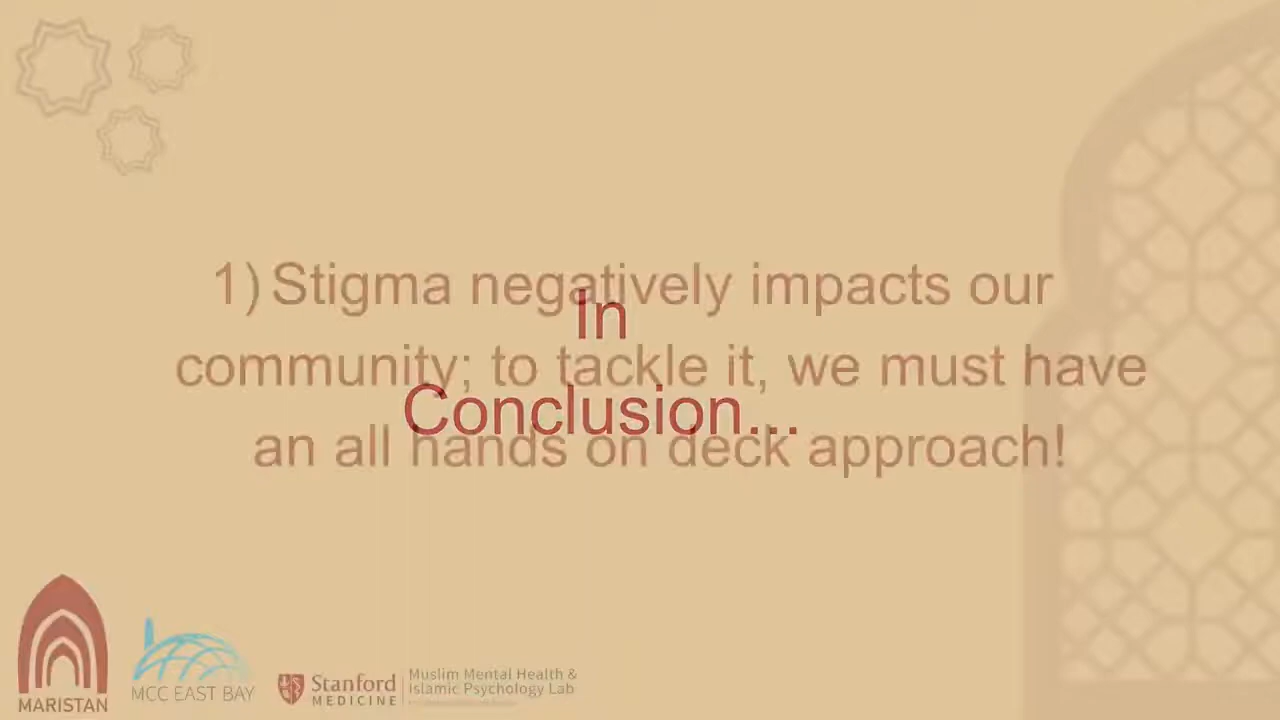 1) Stigma negatively impacts our
In
community; to tackle it, we must have
Conclusion...
an all hands on deck approach!
MARISTAN
MCC EAST BAY
Stanford
MEDICINE
Muslim Mental Health &
Islamic Psychology Lab